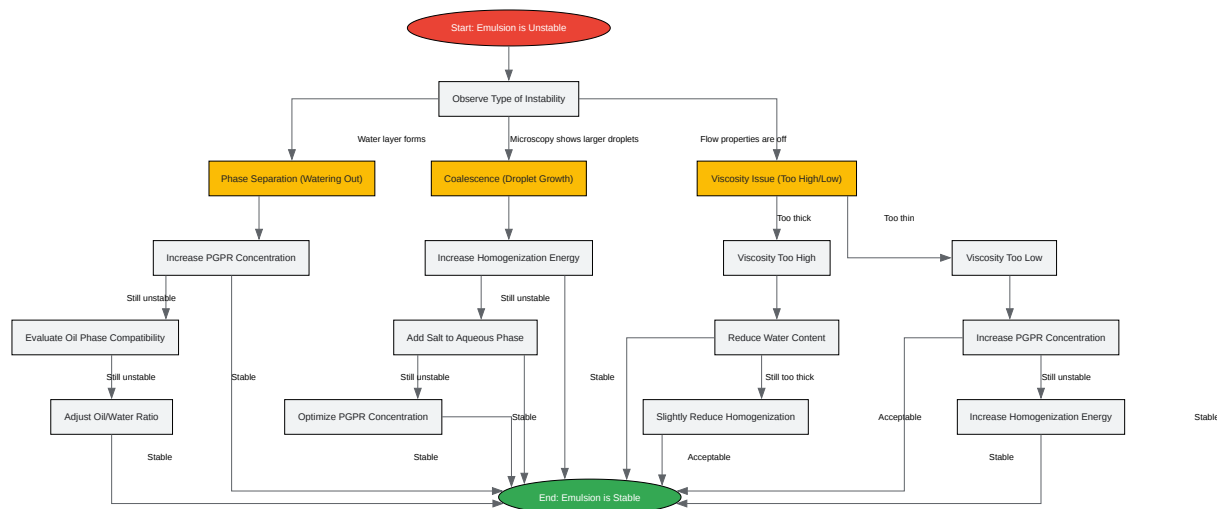 Start: Emulsion is Unstable
Observe Type of Instability
Water layer forms
Microscopy shows larger droplets
Flow properties are off
Phase Separation (Watering Out)
Coalescence (Droplet Growth)
Viscosity Issue (Too High/Low)
Too thick
Too thin
Increase PGPR Concentration
Increase Homogenization Energy
Viscosity Too High
Viscosity Too Low
Still unstable
Still unstable
Evaluate Oil Phase Compatibility
Add Salt to Aqueous Phase
Reduce Water Content
Increase PGPR Concentration
Still unstable
Stable
Still unstable
Stable
Still too thick
Still unstable
Adjust Oil/Water Ratio
Optimize PGPR Concentration
Stable
Slightly Reduce Homogenization
Acceptable
Increase Homogenization Energy
Stable
Stable
Stable
Acceptable
Stable
End: Emulsion is Stable